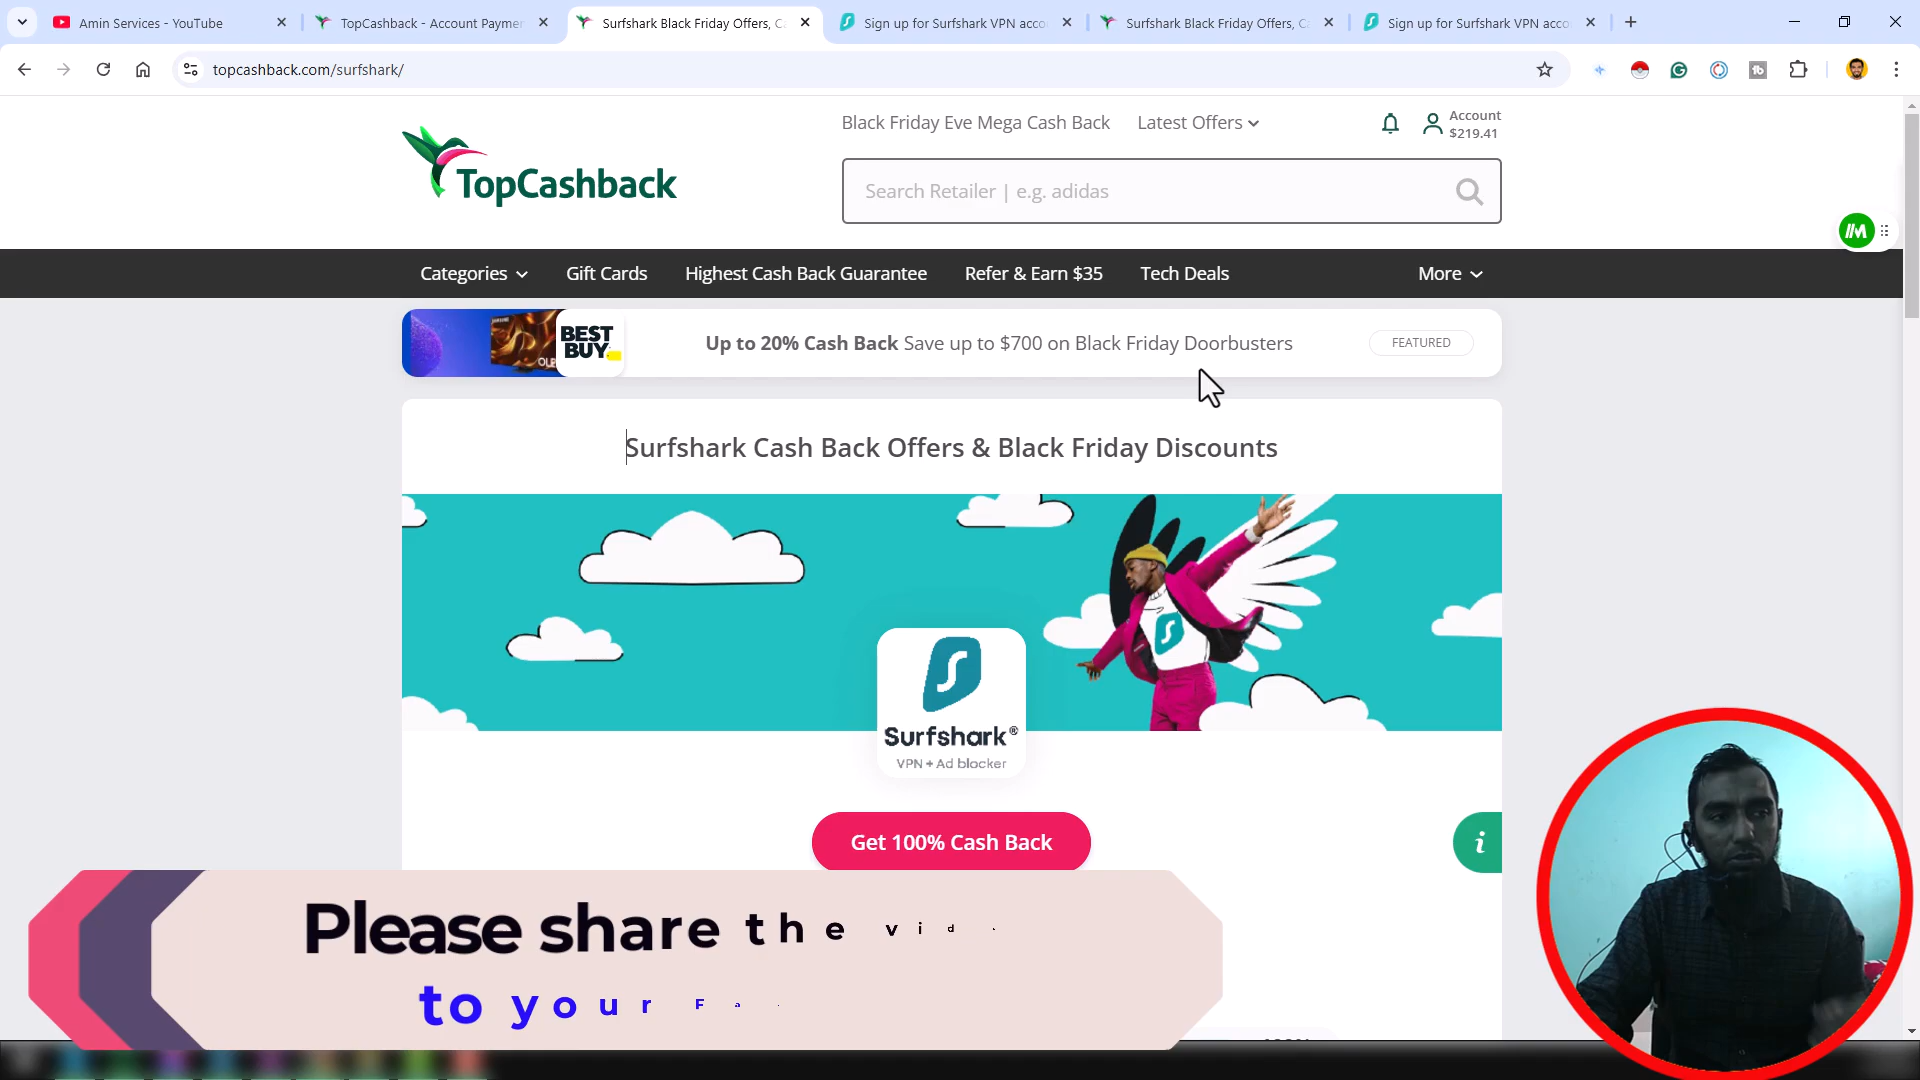 Amin Services - YouTube
TopCashback - Account Paymen
Surfshark Black Friday Offers, C
Sign up for Surfshark VPN acco
Surfshark Black Friday Offers, C
Sign up for Surfshark VPN acco
topcashback.com/surfshark/
Black Friday Eve Mega Cash Back
Latest Offers
Account
$219.41
TopCashback
Search Retailer | e.g. adidas
Categories
Gift Cards
Highest Cash Back Guarantee
Refer & Earn $35
Tech Deals
More
BEST
BUY
Up to 20% Cash Back Save up to $700 on Black Friday Doorbusters
FEATURED
Surfshark Cash Back Offers & Black Friday Discounts
Surfshark®
VPN + Ad blocker
Get 100% Cash Back
i
Please share the vid
to your Fa